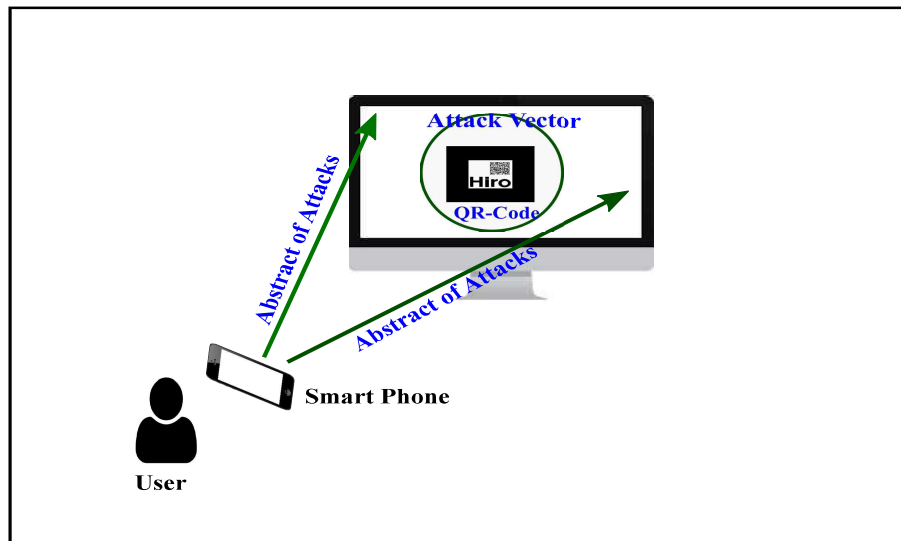 Attack Vector
Hiro
QR-Code
Abstract of Attacks
Abstract of Attacks
Smart Phone
User